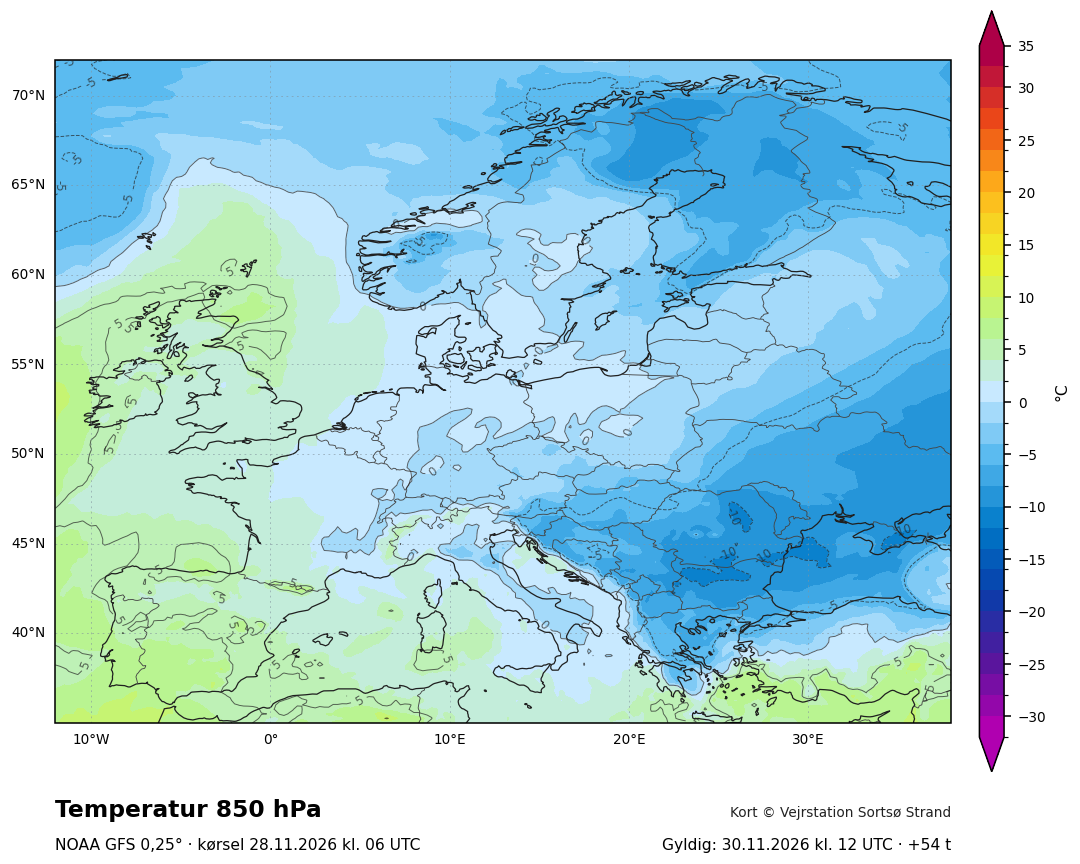 70°N
65°N
60°N
55°N
50°N
45°N
40°N
10°W
0°
10°E
20°E
30°E
35
30
25
20
15
10
5
0
−5
−10
−15
−20
−25
−30
°C
Temperatur 850 hPa
Kort © Vejrstation Sortsø Strand
NOAA GFS 0,25° · kørsel 28.11.2026 kl. 06 UTC
Gyldig: 30.11.2026 kl. 12 UTC · +54 t